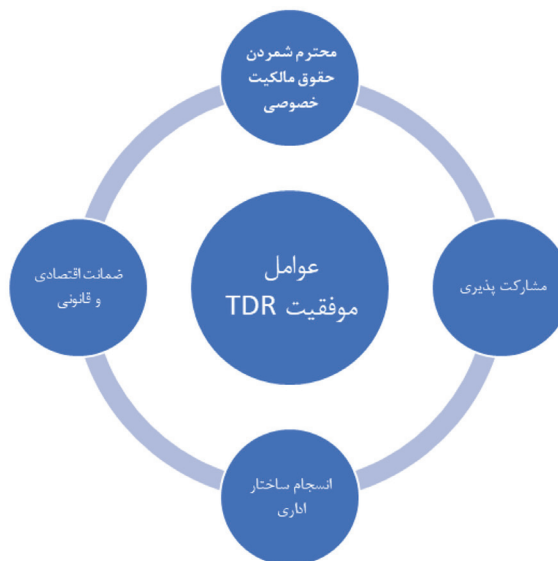 محترم شمردن
حقوق مالکیت
خصوصی
ضمانت اقتصادی
و قانونی
عوامل
موفقیت TDR
مشارکت پذیری
انسجام ساختار
اداری